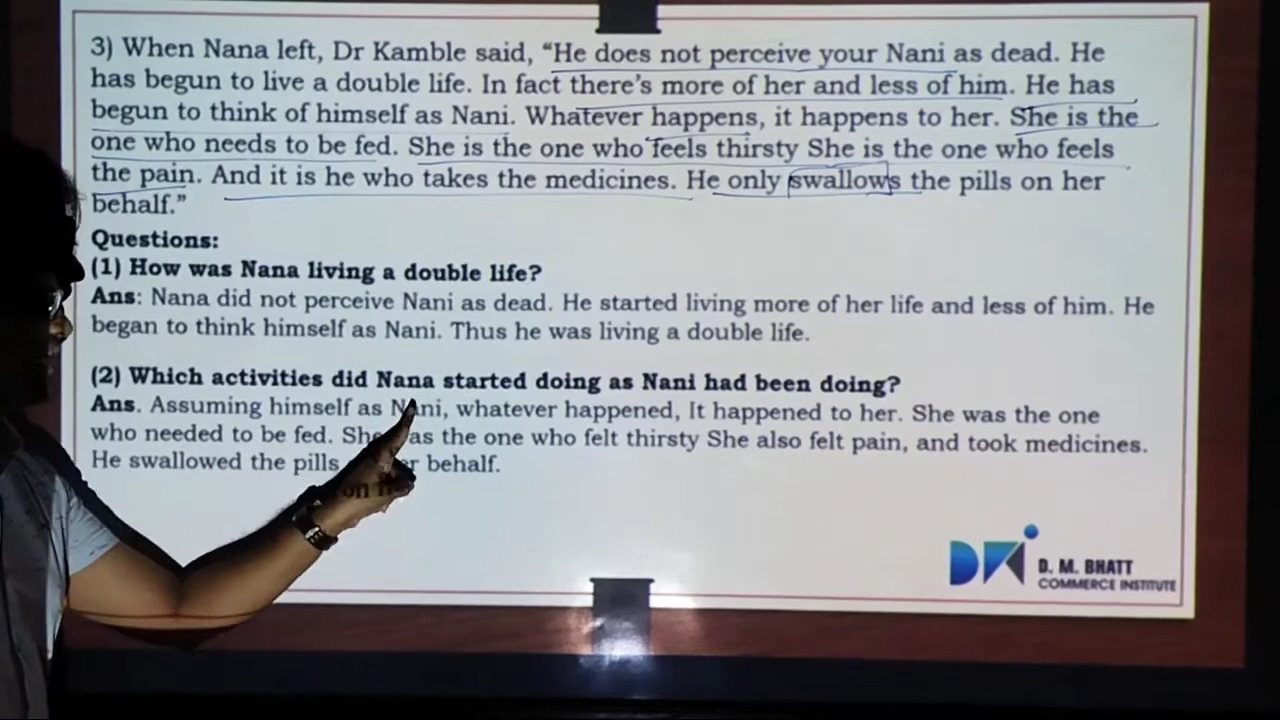 3) When Nana left, Dr Kamble said, “He does not perceive your Nani as dead. He
has begun to live a double life. In fact there’s more of her and less of him. He has
begun to think of himself as Nani. Whatever happens, it happens to her. She is the
one who needs to be fed. She is the one who feels thirsty She is the one who feels
the pain. And it is he who takes the medicines. He only swallows the pills on her
behalf.”
Questions:
(1) How was Nana living a double life?
Ans: Nana did not perceive Nani as dead. He started living more of her life and less of him. He
began to think himself as Nani. Thus he was living a double life.
(2) Which activities did Nana started doing as Nani had been doing?
Ans. Assuming himself as Nani, whatever happened, It happened to her. She was the one
who needed to be fed. She was the one who felt thirsty She also felt pain, and took medicines.
He swallowed the pills on her behalf.
D. M. BHATT
COMMERCE INSTITUTE